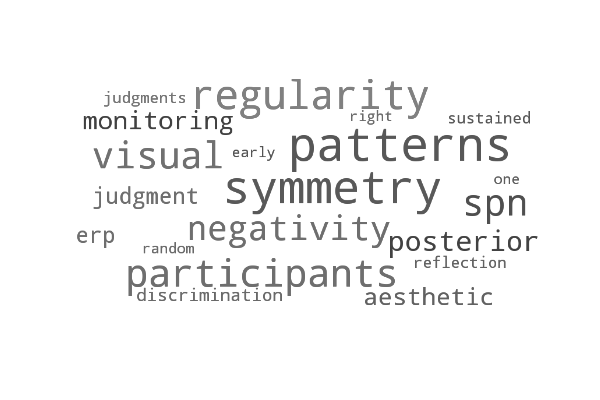 regularity
judgments
right
sustained
monitoring
patterns
visual
early
one
symmetry
judgment
spn
negativity
erp
posterior
random
reflection
participants
discrimination
aesthetic